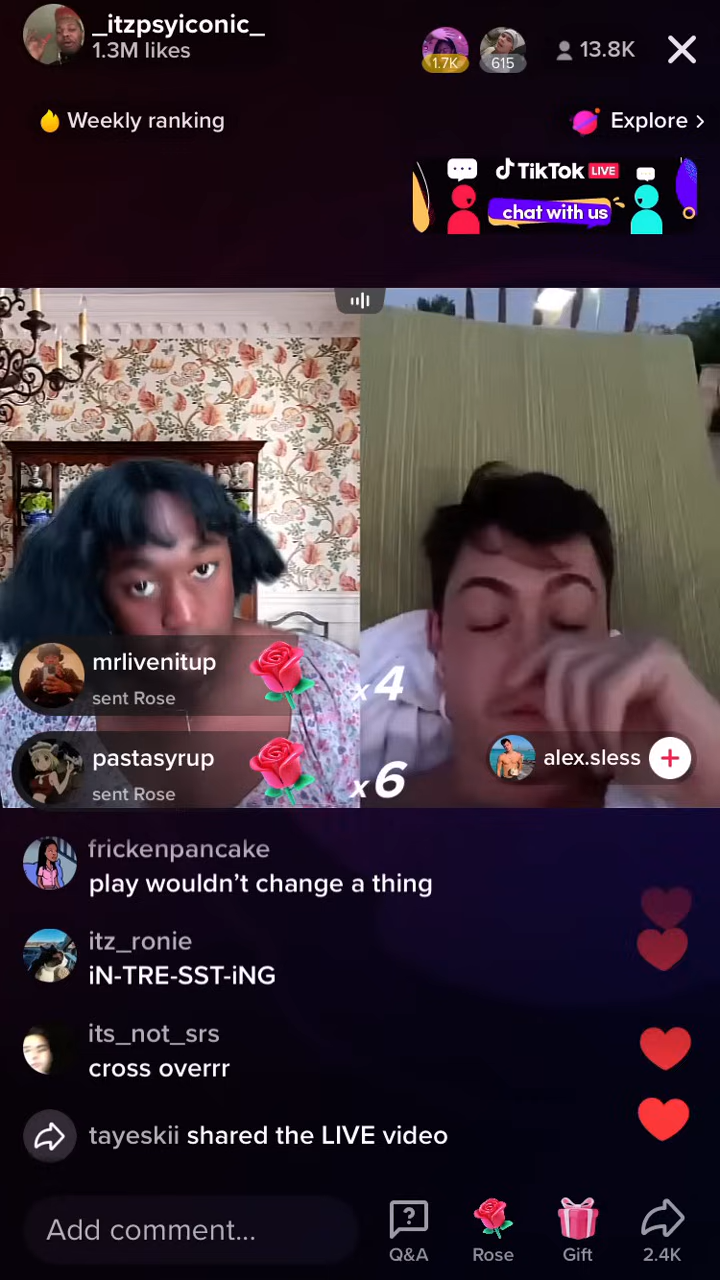 _itzpsyiconic_
1.3M likes
1.7K
615
13.8K
Weekly ranking
Explore >
TikTok LIVE
chat with us
mrlivenitup
sent Rose
x4
pastasyrup
sent Rose
x6
alex.sless
frickenpancake
play wouldn’t change a thing
itz_ronie
iN-TRE-SST-iNG
its_not_srs
cross overrr
tayeskii shared the LIVE video
Add comment...
Q&A
Rose
Gift
2.4K